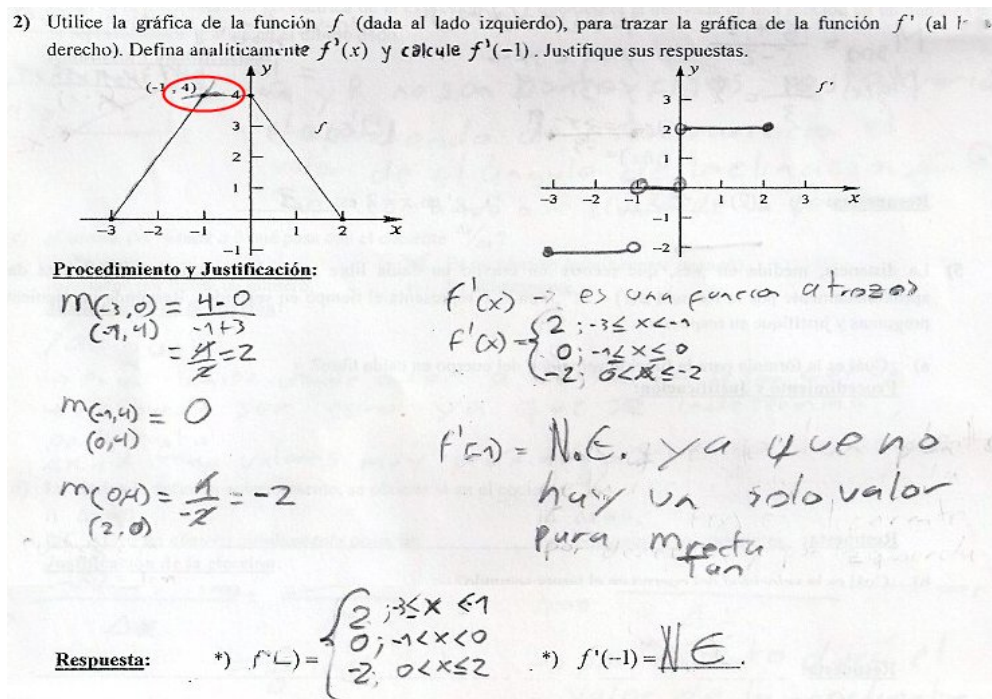 2) Utilice la gráfica de la función f (dada al lado izquierdo), para trazar la gráfica de la función f' (al
derecho). Defina analíticamente f'(x) y calcule f'(-1). Justifique sus respuestas.
(-1, 4) 4 y
3 f
2
1
-3 -2 -1 1 2 x
-1
y
3 f'
2
1
-3 -2 -1 1 2 3 x
-1
-2
Procedimiento y Justificación:
m(-3,0) = 4-0
(-1,4) -1+3
= 4/2 = 2
m(-1,4) = 0
(0,4)
m(0,4) = 4/-2 = -2
(2,0)
f'(x) → es una funcion a trozos
f'(x) = { 2 ; -3 ≤ x < -1
0 ; -1 ≤ x ≤ 0
-2 ; 0 < x ≤ -2
f'(-1) = N.E. ya que no
hay un solo valor
para m recta
tan
Respuesta: *) f'( ) = { 2 ; -3 ≤ x < -1
0 ; -1 < x < 0
-2 ; 0 < x ≤ 2
*) f'(-1) = NE.